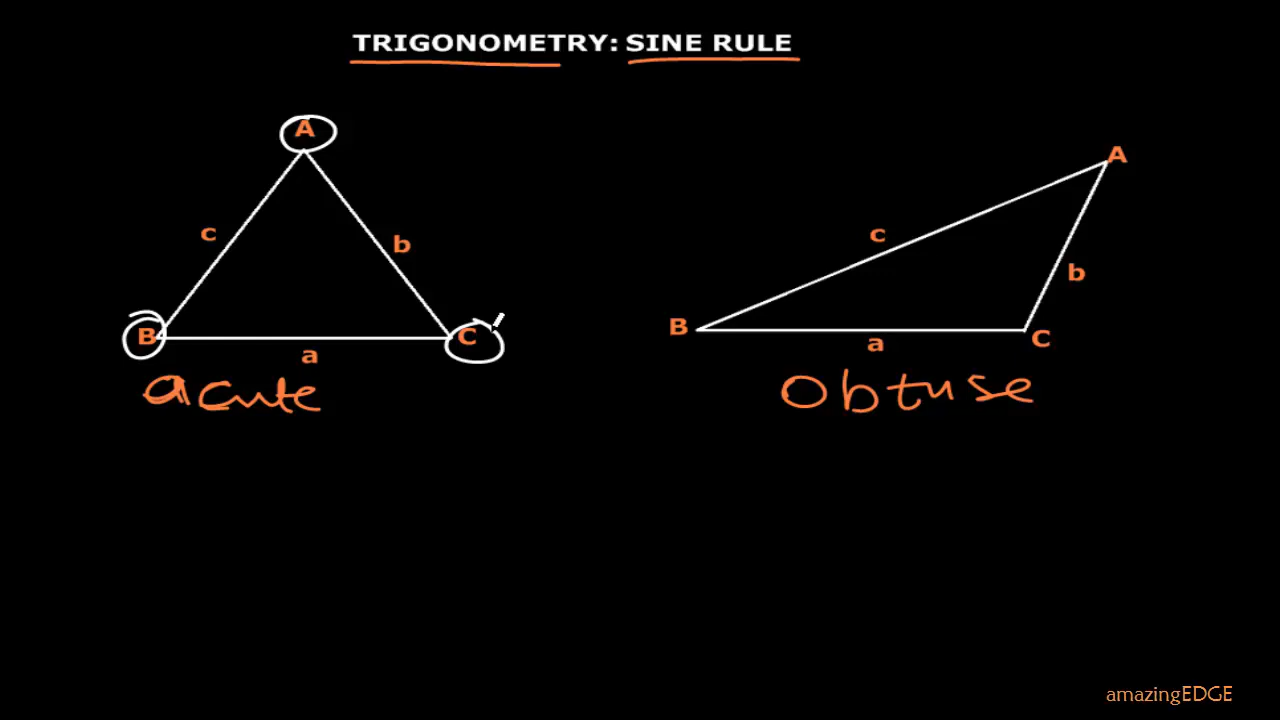 TRIGONOMETRY: SINE RULE
A
c
b
B
C
a
acute
A
c
b
B
C
a
Obtuse
amazingEDGE